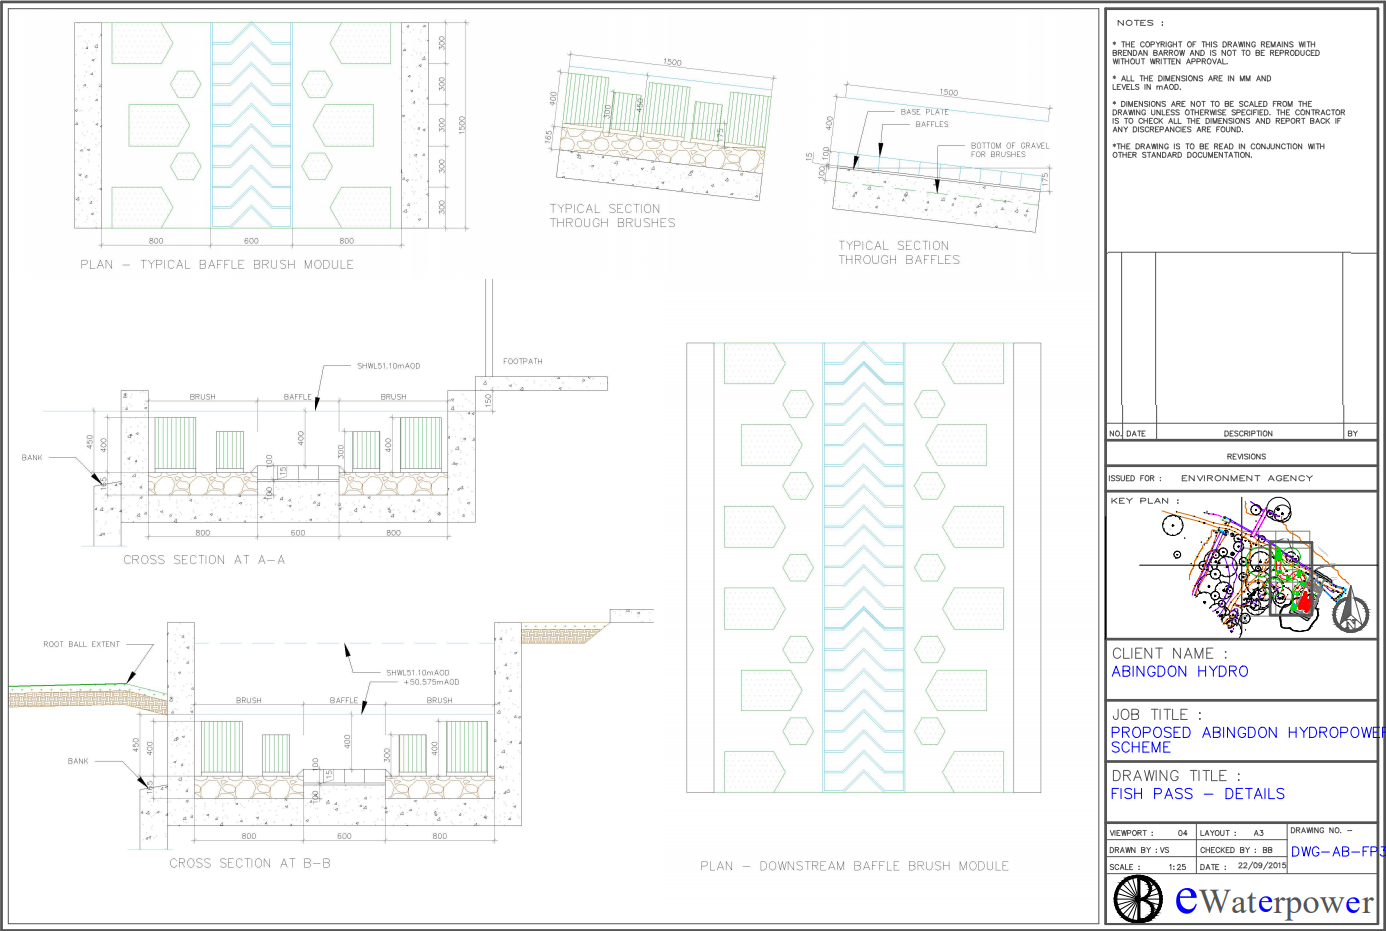 300
300
300
300
300
1500
800
600
800
PLAN - TYPICAL BAFFLE BRUSH MODULE
1500
400
300
450
175
165
TYPICAL SECTION
THROUGH BRUSHES
1500
400
BASE PLATE
BAFFLES
BOTTOM OF GRAVEL
FOR BRUSHES
15
100
100
175
TYPICAL SECTION
THROUGH BAFFLES
SHWL51.10mAOD
FOOTPATH
150
BRUSH
BAFFLE
BRUSH
450
400
400
300
400
BANK
165
100
15
100
800
600
800
CROSS SECTION AT A-A
ROOT BALL EXTENT
SHWL51.10mAOD
+50.575mAOD
BRUSH
BAFFLE
BRUSH
450
400
400
300
400
BANK
165
100
15
100
800
600
800
CROSS SECTION AT B-B
PLAN - DOWNSTREAM BAFFLE BRUSH MODULE
NOTES :
* THE COPYRIGHT OF THIS DRAWING REMAINS WITH
BRENDAN BARROW AND IS NOT TO BE REPRODUCED
WITHOUT WRITTEN APPROVAL.
* ALL THE DIMENSIONS ARE IN MM AND
LEVELS IN mAOD.
* DIMENSIONS ARE NOT TO BE SCALED FROM THE
DRAWING UNLESS OTHERWISE SPECIFIED. THE CONTRACTOR
IS TO CHECK ALL THE DIMENSIONS AND REPORT BACK IF
ANY DISCREPANCIES ARE FOUND.
*THE DRAWING IS TO BE READ IN CONJUNCTION WITH
OTHER STANDARD DOCUMENTATION.
NO. DATE DESCRIPTION BY
REVISIONS
ISSUED FOR : ENVIRONMENT AGENCY
KEY PLAN :
CLIENT NAME :
ABINGDON HYDRO
JOB TITLE :
PROPOSED ABINGDON HYDROPOWER
SCHEME
DRAWING TITLE :
FISH PASS - DETAILS
VIEWPORT : 04 LAYOUT : A3 DRAWING NO. -
DRAWN BY : VS CHECKED BY : BB DWG-AB-FP3
SCALE : 1:25 DATE : 22/09/2015
eWaterpower